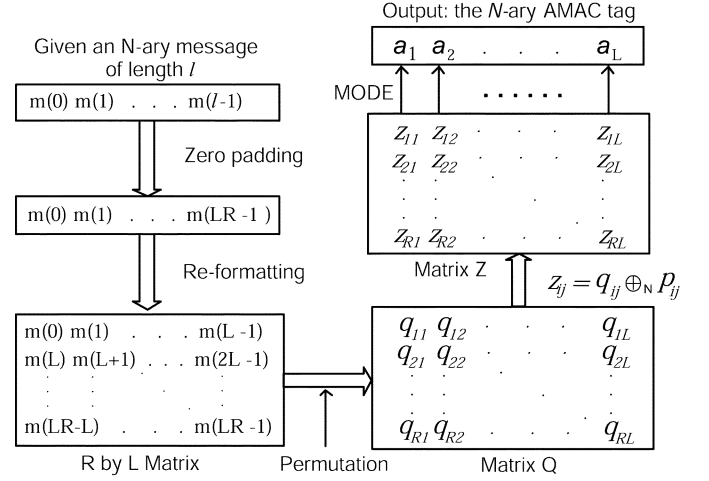 Given an N-ary message
of length l
m(0) m(1) . . . m(l-1)
Zero padding
m(0) m(1) . . . m(LR -1 )
Re-formatting
m(0) m(1) . . . m(L -1)
m(L) m(L+1) . . . m(2L -1)
. . . .
. . . .
m(LR-L) . . . m(LR -1)
R by L Matrix
Permutation
q11 q12 . . . q1L
q21 q22 . . . q2L
. . . .
. . . .
qR1 qR2 . . . qRL
Matrix Q
zij = qij ⊕N pij
z11 z12 . . . z1L
z21 z22 . . . z2L
. . . .
. . . .
zR1 zR2 . . . zRL
Matrix Z
MODE
. . . . . .
a1 a2 . . . aL
Output: the N-ary AMAC tag